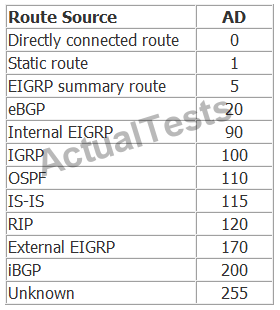 Route Source AD
Directly connected route 0
Static route 1
EIGRP summary route 5
eBGP 20
Internal EIGRP 90
IGRP 100
OSPF 110
IS-IS 115
RIP 120
External EIGRP 170
iBGP 200
Unknown 255
ActualTests